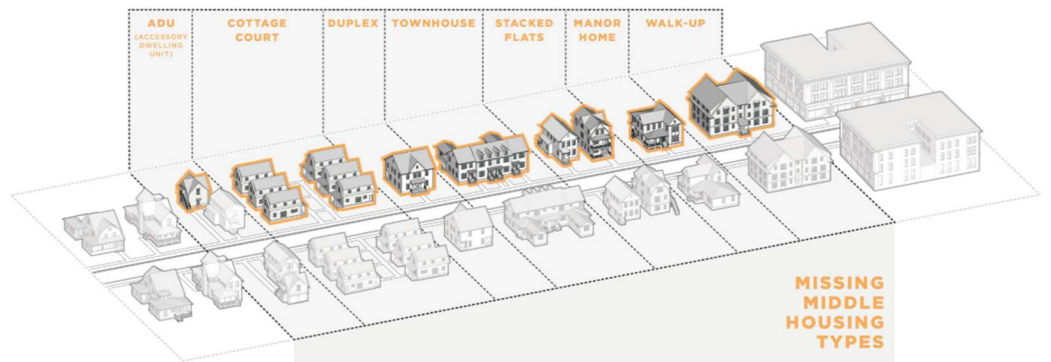 ADU
(ACCESSORY
DWELLING
UNIT)
COTTAGE
COURT
DUPLEX
TOWNHOUSE
STACKED
FLATS
MANOR
HOME
WALK-UP
MISSING
MIDDLE
HOUSING
TYPES